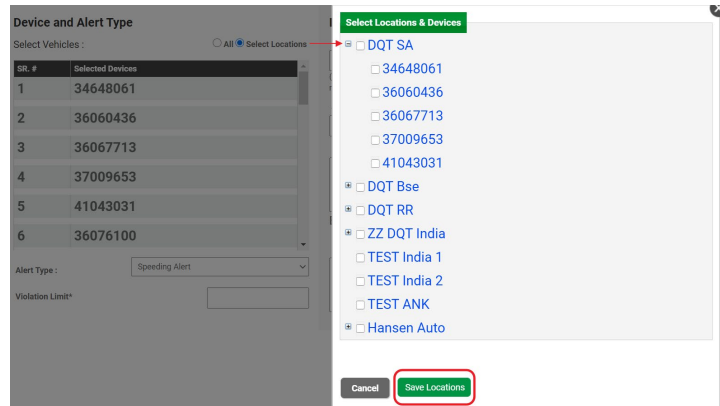 Device and Alert Type
Select Vehicles :
All Select Locations
SR. # Selected Devices
1 34648061
2 36060436
3 36067713
4 37009653
5 41043031
6 36076100
Alert Type : Speeding Alert
Violation Limit*
Select Locations & Devices
DQT SA
34648061
36060436
36067713
37009653
41043031
DQT Bse
DQT RR
ZZ DQT India
TEST India 1
TEST India 2
TEST ANK
Hansen Auto
Cancel Save Locations